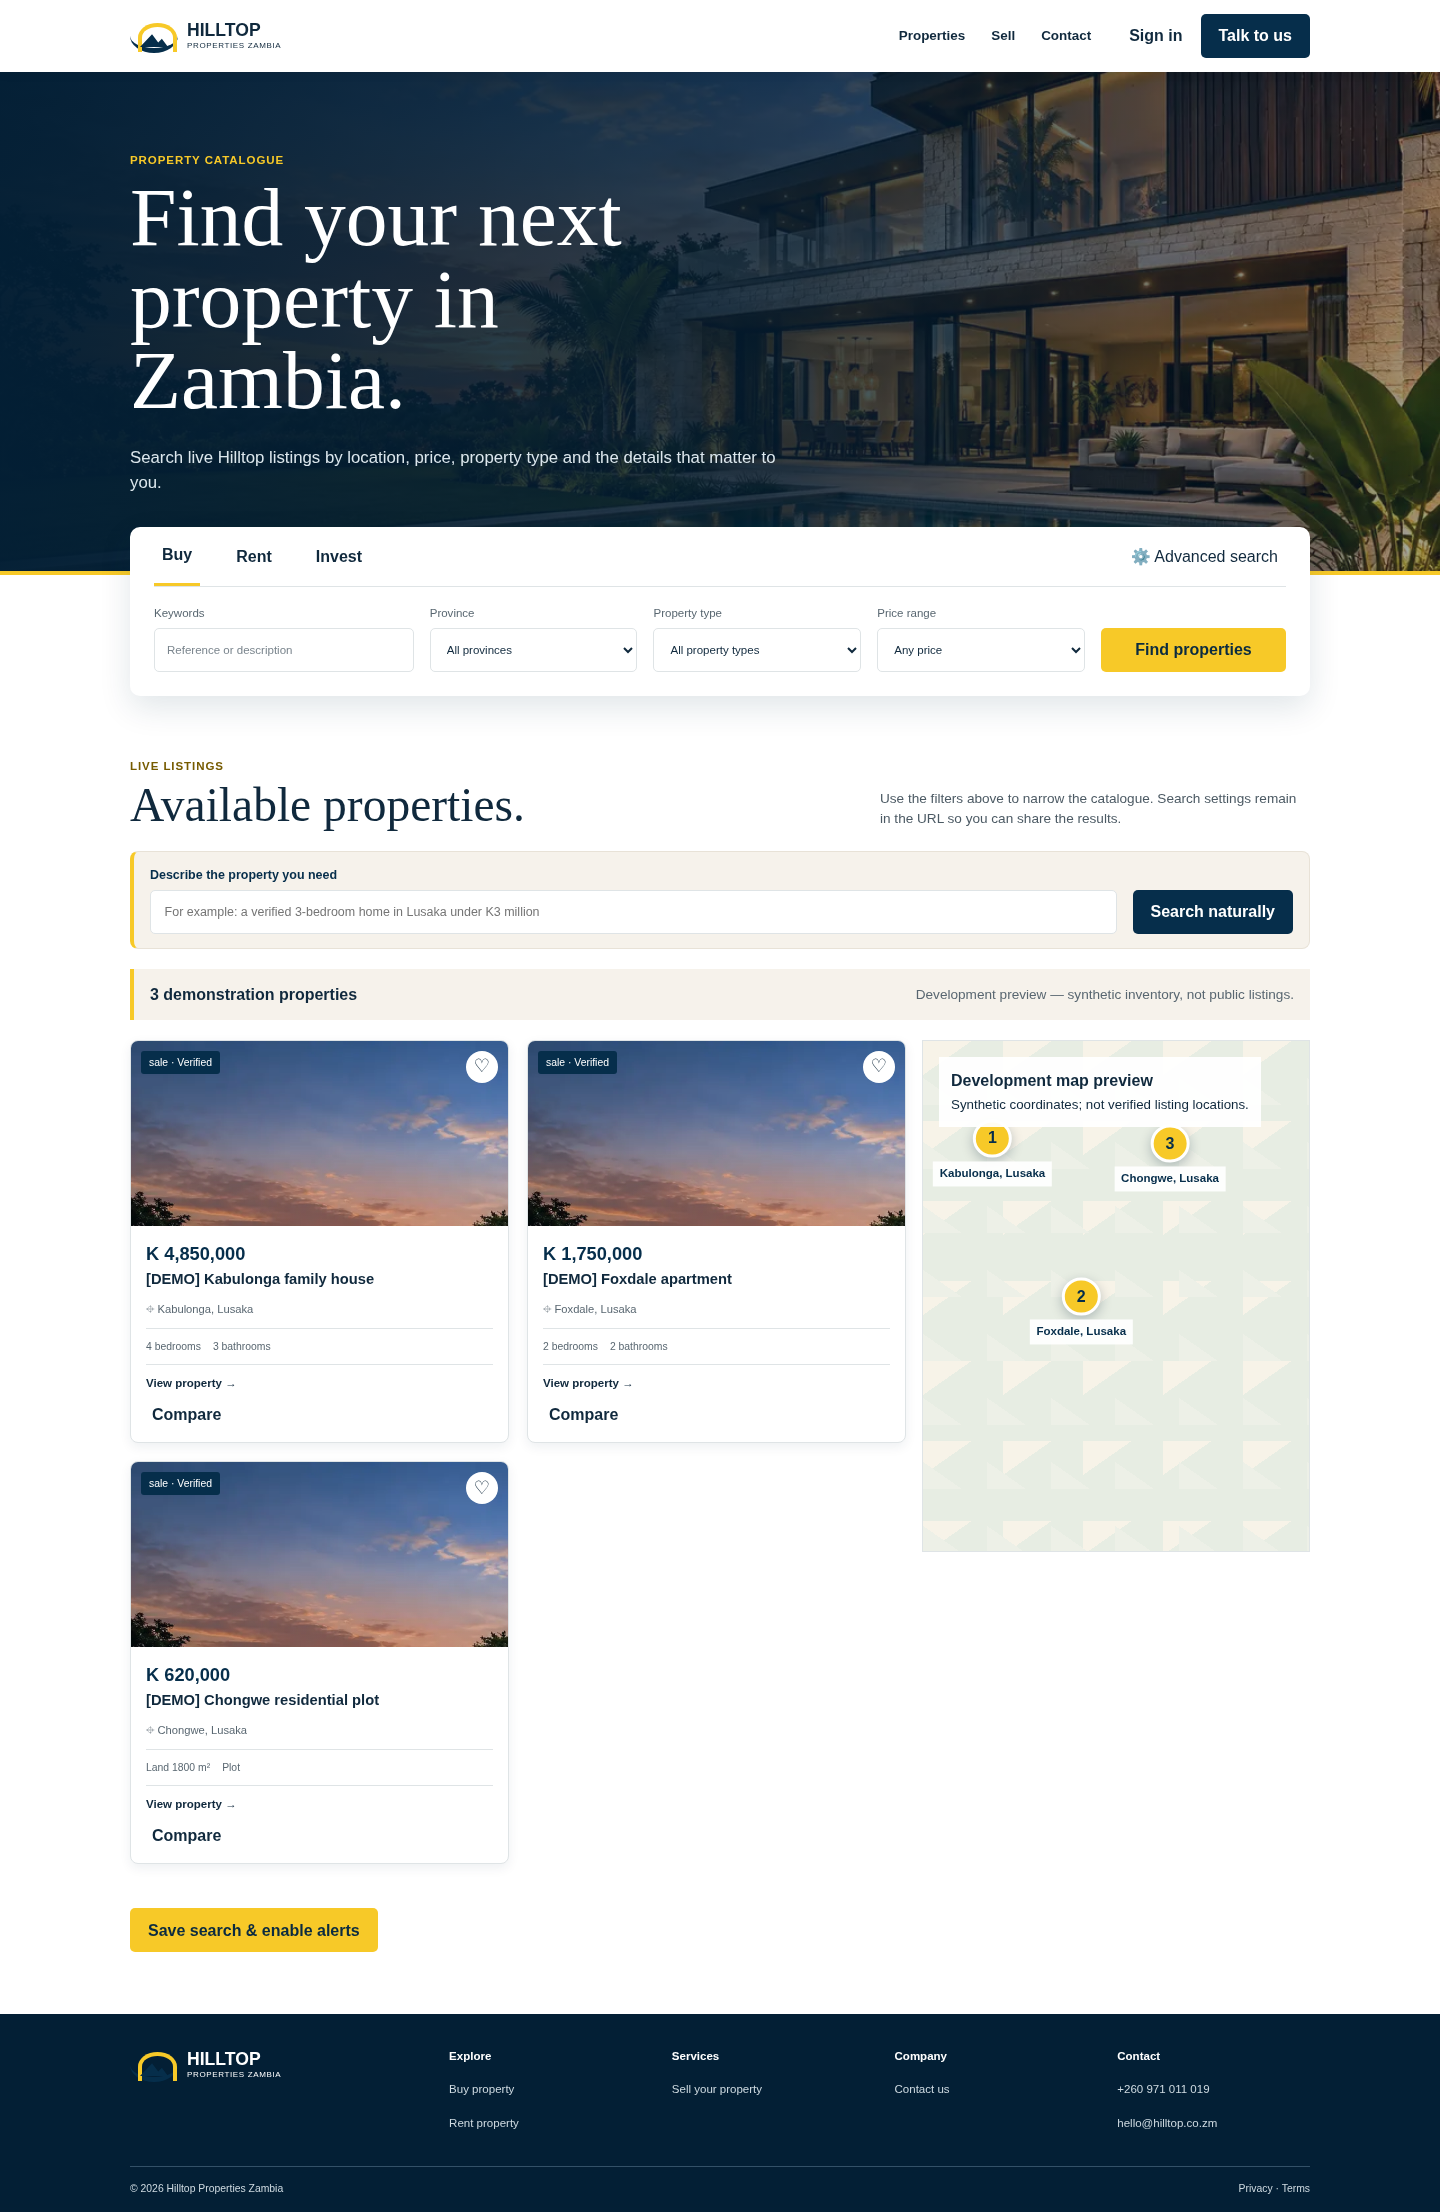 HILLTOP
PROPERTIES ZAMBIA
Properties
Sell
Contact
Sign in
Talk to us
PROPERTY CATALOGUE
Find your next
property in
Zambia.
Search live Hilltop listings by location, price, property type and the details that matter to
you.
Buy
Rent
Invest
Advanced search
Keywords
Province
Property type
Price range
Reference or description
All provinces
All property types
Any price
Find properties
LIVE LISTINGS
Available properties.
Use the filters above to narrow the catalogue. Search settings remain
in the URL so you can share the results.
Describe the property you need
For example: a verified 3-bedroom home in Lusaka under K3 million
Search naturally
3 demonstration properties
Development preview — synthetic inventory, not public listings.
sale · Verified
K 4,850,000
[DEMO] Kabulonga family house
Kabulonga, Lusaka
4 bedrooms 3 bathrooms
View property →
Compare
sale · Verified
K 1,750,000
[DEMO] Foxdale apartment
Foxdale, Lusaka
2 bedrooms 2 bathrooms
View property →
Compare
Development map preview
Synthetic coordinates; not verified listing locations.
1
Kabulonga, Lusaka
3
Chongwe, Lusaka
2
Foxdale, Lusaka
sale · Verified
K 620,000
[DEMO] Chongwe residential plot
Chongwe, Lusaka
Land 1800 m² Plot
View property →
Compare
Save search & enable alerts
HILLTOP
PROPERTIES ZAMBIA
Explore
Buy property
Rent property
Services
Sell your property
Company
Contact us
Contact
+260 971 011 019
hello@hilltop.co.zm
© 2026 Hilltop Properties Zambia
Privacy · Terms